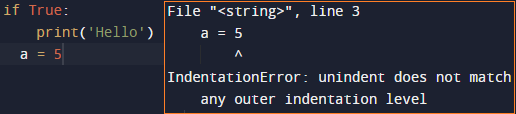 if True:
    print('Hello')
  a = 5
File "<string>", line 3
    a = 5
        ^
IndentationError: unindent does not match
    any outer indentation level